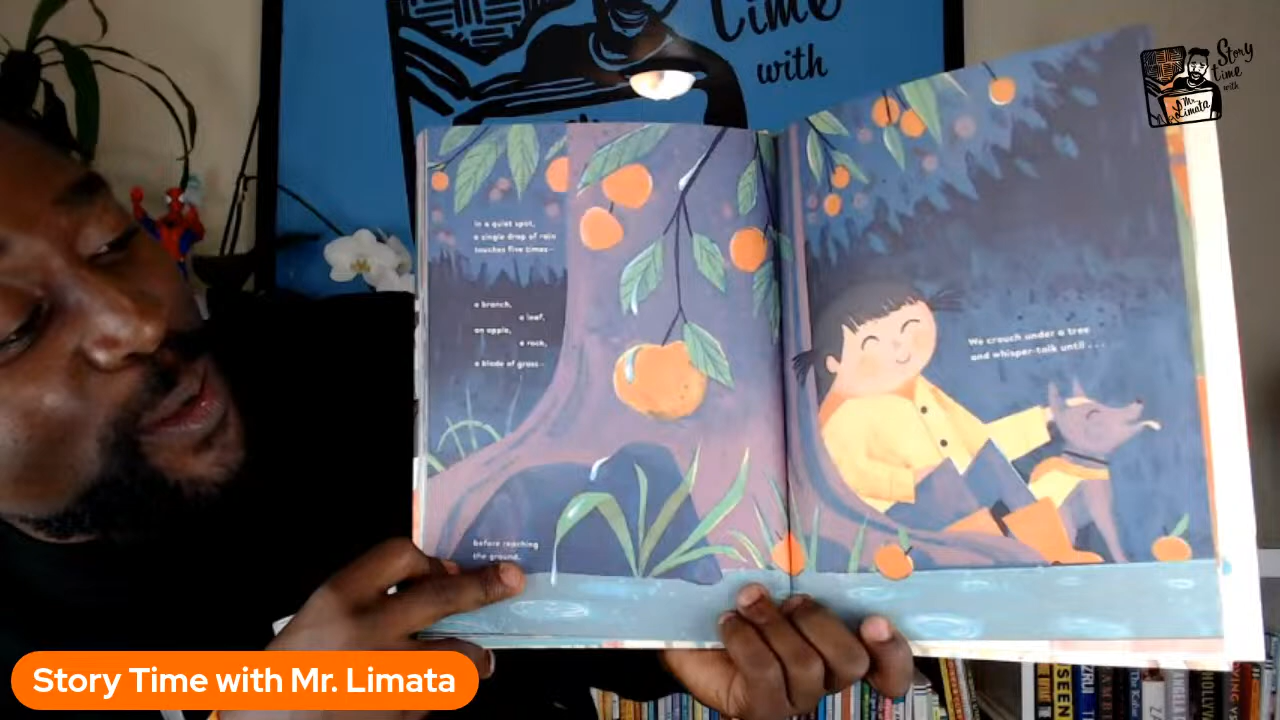 time
with
Story
time
with
Mr.
Limata
In a quiet spot,
a single drop of rain
touches five times–
a branch,
a leaf,
an apple,
a rock,
a blade of grass–
before reaching
the ground.
We crouch under a tree
and whisper-talk until . . .
Story Time with Mr. Limata
SEEN